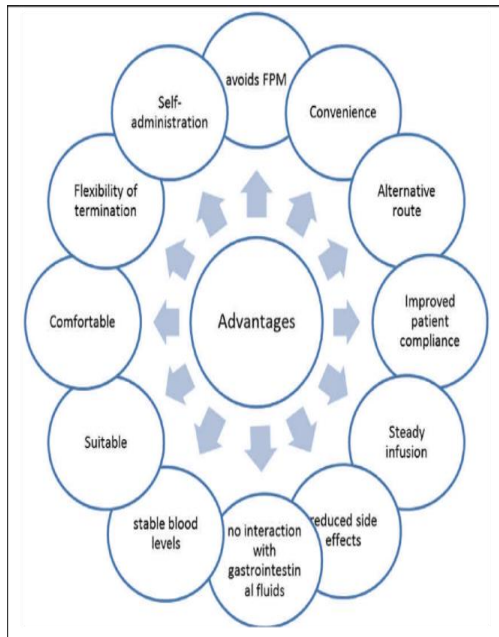 avoids FPM
Convenience
Alternative
route
Improved
patient
compliance
Steady
infusion
reduced side
effects
no interaction
with
gastrointestin
al fluids
stable blood
levels
Suitable
Comfortable
Flexibility of
termination
Self-
administration
Advantages